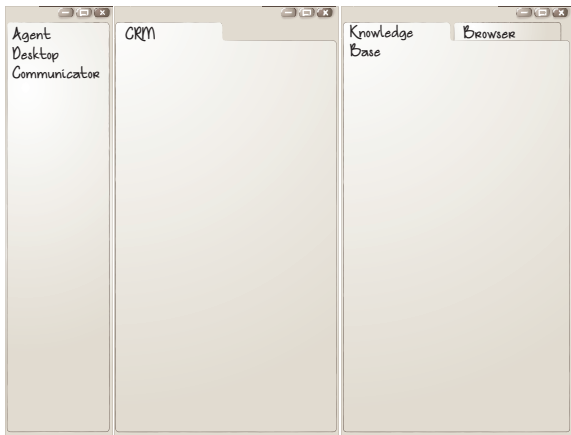 Agent
Desktop
Communicator
CRM
Knowledge
Base
Browser